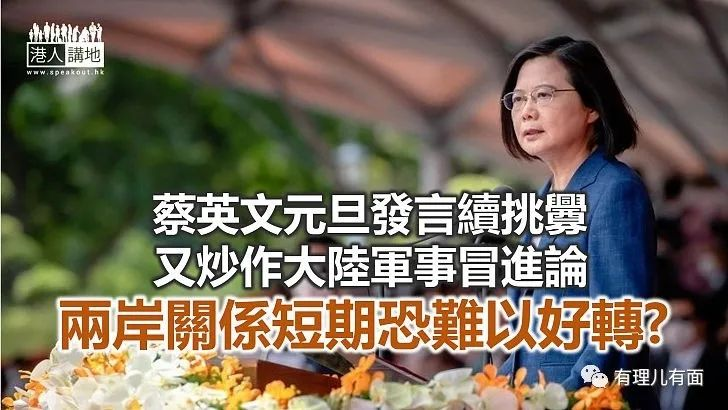 港人講地
www.speakout.hk
蔡英文元旦發言續挑釁
又炒作大陸軍事冒進論
兩岸關係短期恐難以好轉?
有理儿有面